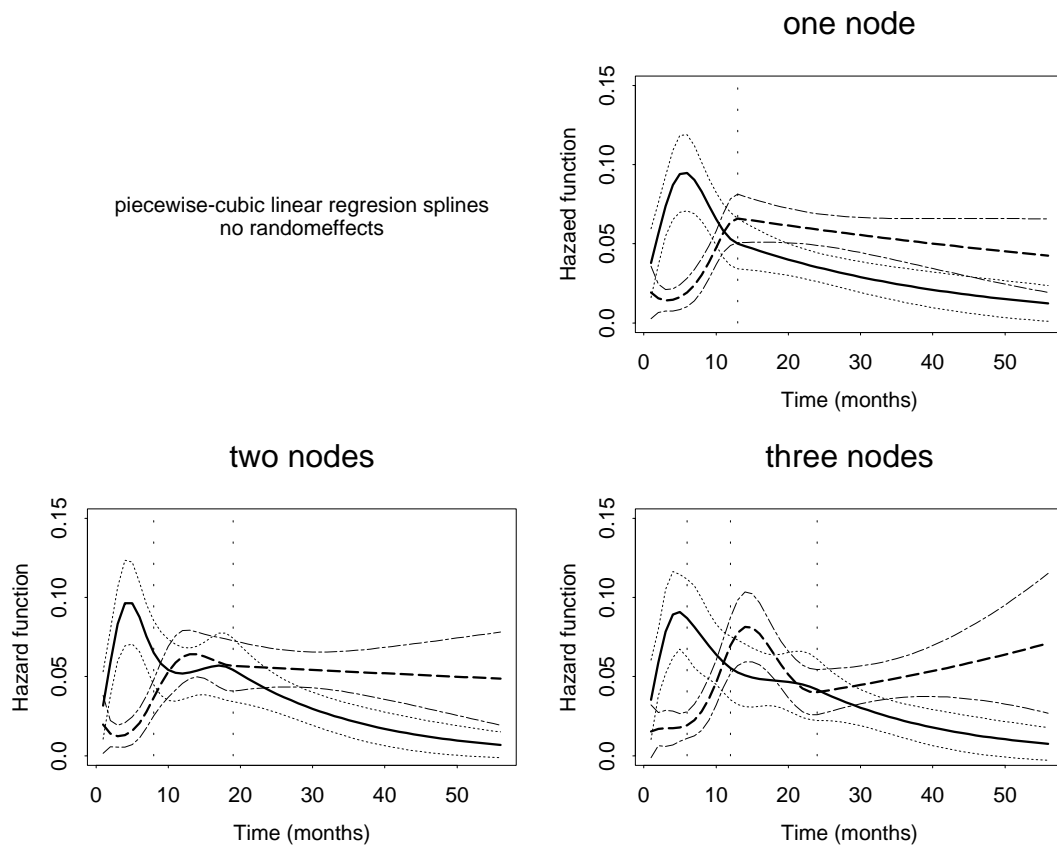 one node
piecewise-cubic linear regresion splines
no randomeffects
Hazaed function
0.0 0.05 0.10 0.15
0 10 20 30 40 50
Time (months)
two nodes
Hazard function
0.0 0.05 0.10 0.15
0 10 20 30 40 50
Time (months)
three nodes
Hazard function
0.0 0.05 0.10 0.15
0 10 20 30 40 50
Time (months)